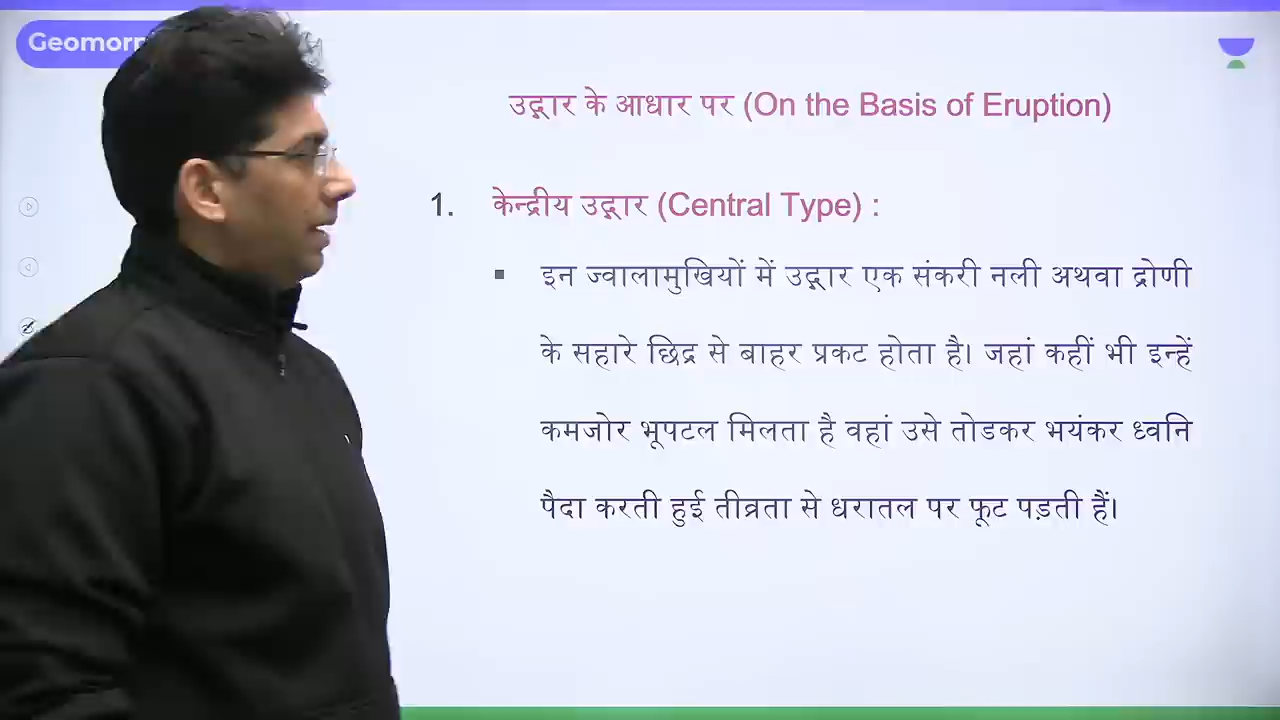 Geomor
उद्गार के आधार पर (On the Basis of Eruption)
1. केन्द्रीय उद्गार (Central Type) :
▪ इन ज्वालामुखियों में उद्गार एक संकरी नली अथवा द्रोणी
के सहारे छिद्र से बाहर प्रकट होता है। जहां कहीं भी इन्हें
कमजोर भूपटल मिलता है वहां उसे तोडकर भयंकर ध्वनि
पैदा करती हुई तीव्रता से धरातल पर फूट पड़ती हैं।